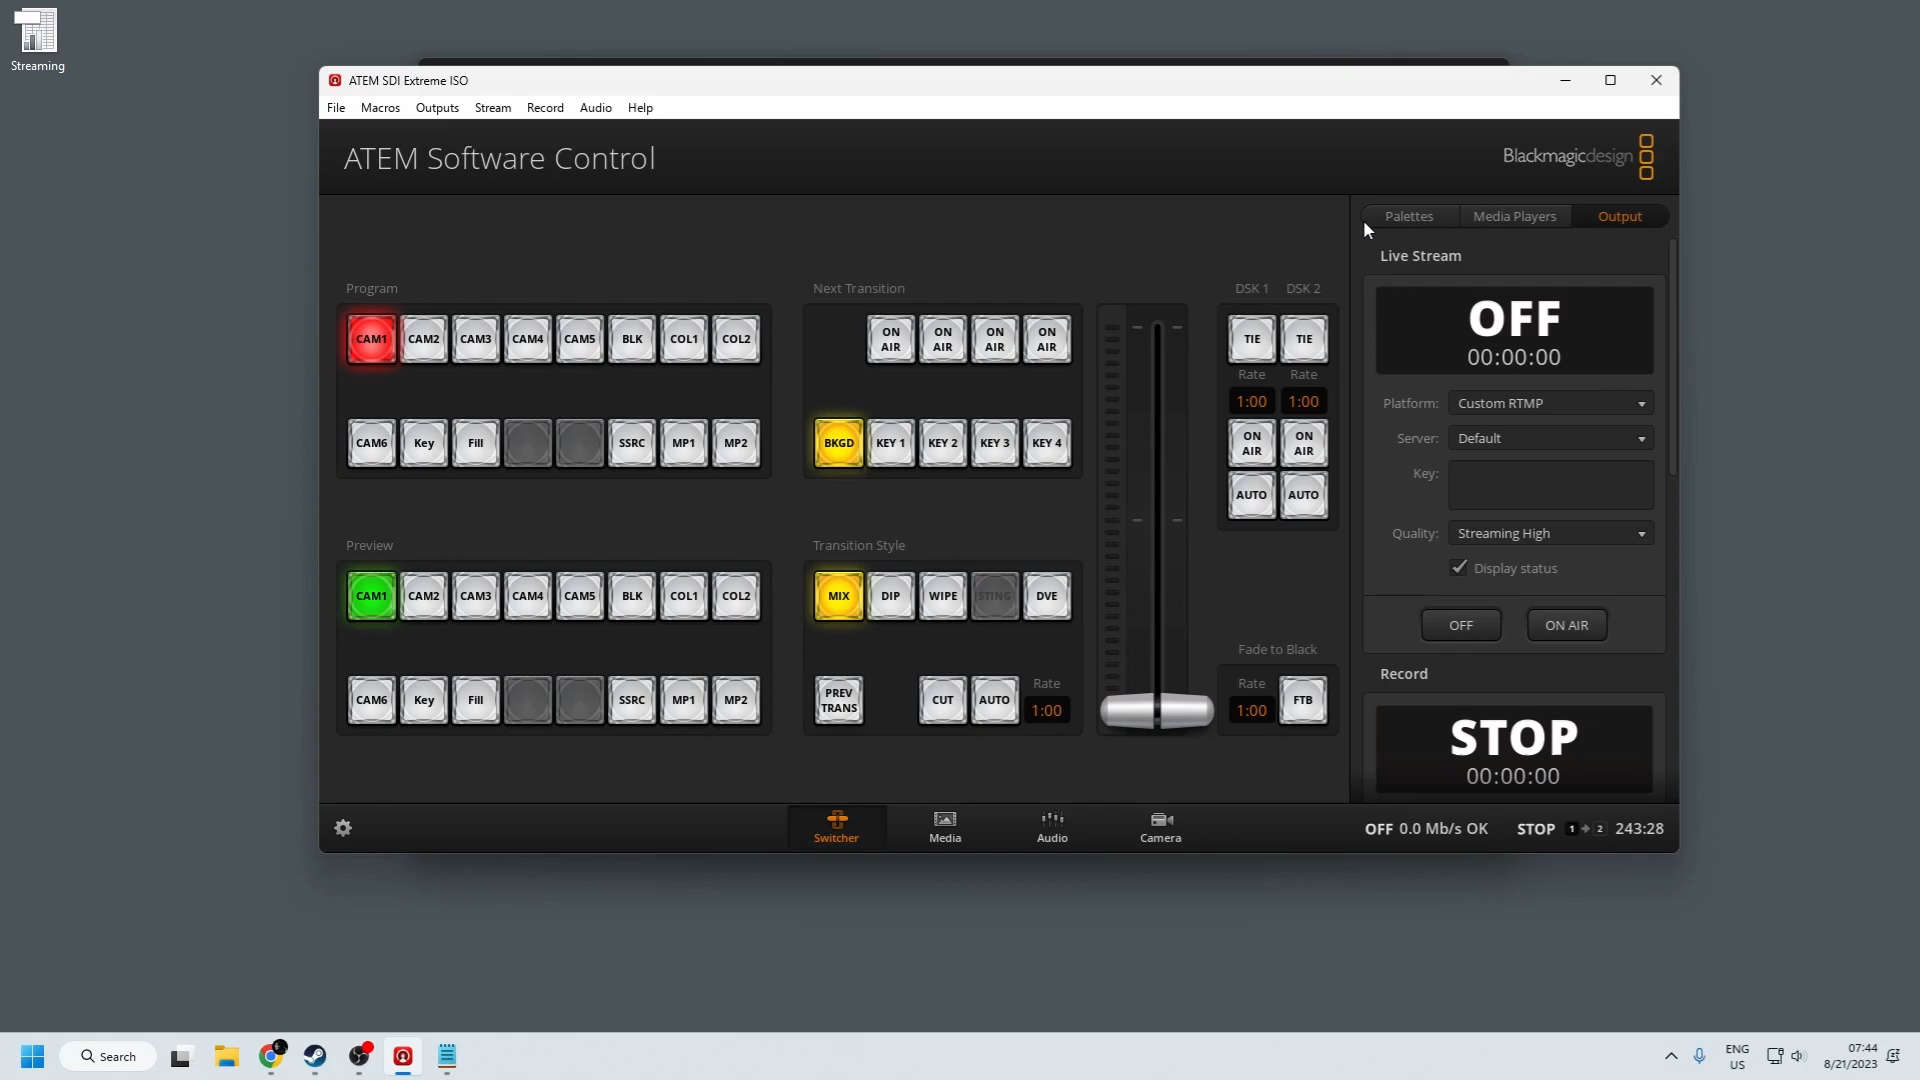 Streaming
ATEM SDI Extreme ISO
File Macros Outputs Stream Record Audio Help
ATEM Software Control
Blackmagicdesign
Palettes Media Players Output
Live Stream
OFF
00:00:00
Platform: Custom RTMP
Server: Default
Key:
Quality: Streaming High
Display status
OFF ON AIR
Record
STOP
00:00:00
Program
CAM1 CAM2 CAM3 CAM4 CAM5 BLK COL1 COL2
CAM6 Key Fill SSRC MP1 MP2
Next Transition
ON AIR ON AIR ON AIR ON AIR
BKGD KEY 1 KEY 2 KEY 3 KEY 4
DSK 1 DSK 2
TIE TIE
Rate Rate
1:00 1:00
ON AIR ON AIR
AUTO AUTO
Preview
CAM1 CAM2 CAM3 CAM4 CAM5 BLK COL1 COL2
CAM6 Key Fill SSRC MP1 MP2
Transition Style
MIX DIP WIPE STING DVE
PREV TRANS CUT AUTO
Rate
1:00
Fade to Black
Rate
1:00 FTB
Switcher Media Audio Camera
OFF 0.0 Mb/s OK STOP 1 2 243:28
Search
ENG
US
07:44
8/21/2023